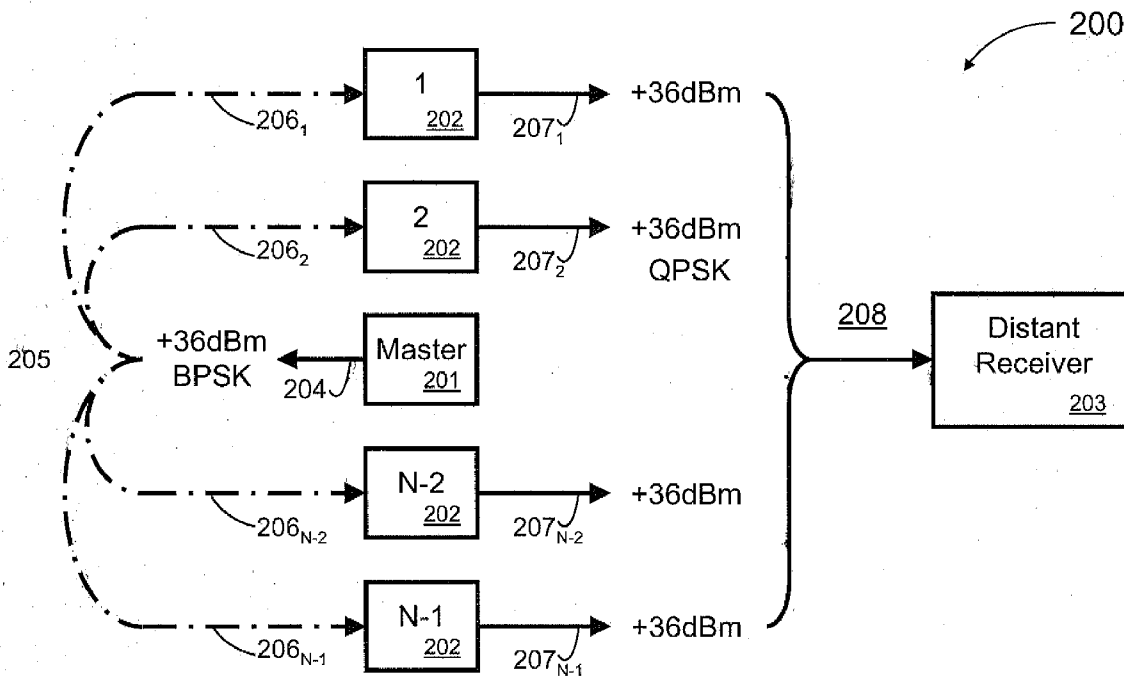 200
1
202
+36dBm
206₁
207₁
2
202
+36dBm
QPSK
206₂
207₂
205
+36dBm
BPSK
204
Master
201
208
Distant
Receiver
203
N-2
202
+36dBm
206N-2
207N-2
N-1
202
+36dBm
206N-1
207N-1